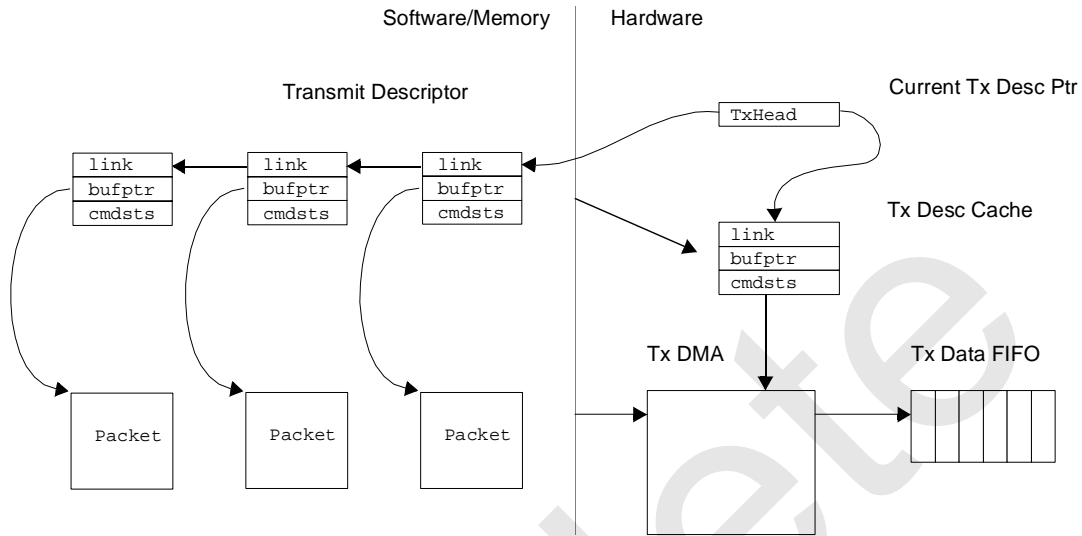 Software/Memory
Hardware
Transmit Descriptor
Current Tx Desc Ptr
TxHead
link
link
link
bufptr
bufptr
bufptr
cmdsts
cmdsts
cmdsts
Tx Desc Cache
link
bufptr
cmdsts
Tx DMA
Tx Data FIFO
Packet
Packet
Packet
ete